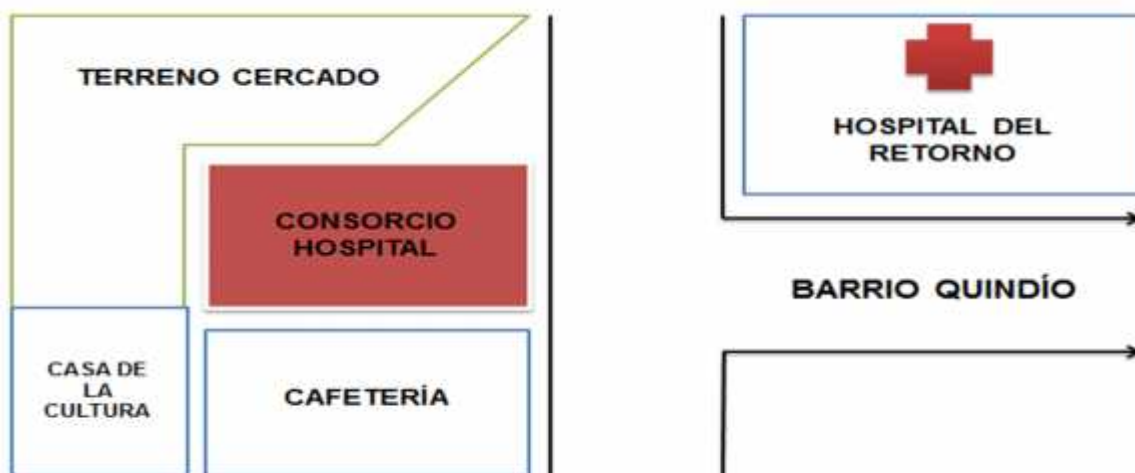 TERRENO CERCADO
HOSPITAL DEL
RETORNO
CONSORCIO
HOSPITAL
BARRIO QUINDÍO
CASA DE
LA
CULTURA
CAFETERÍA